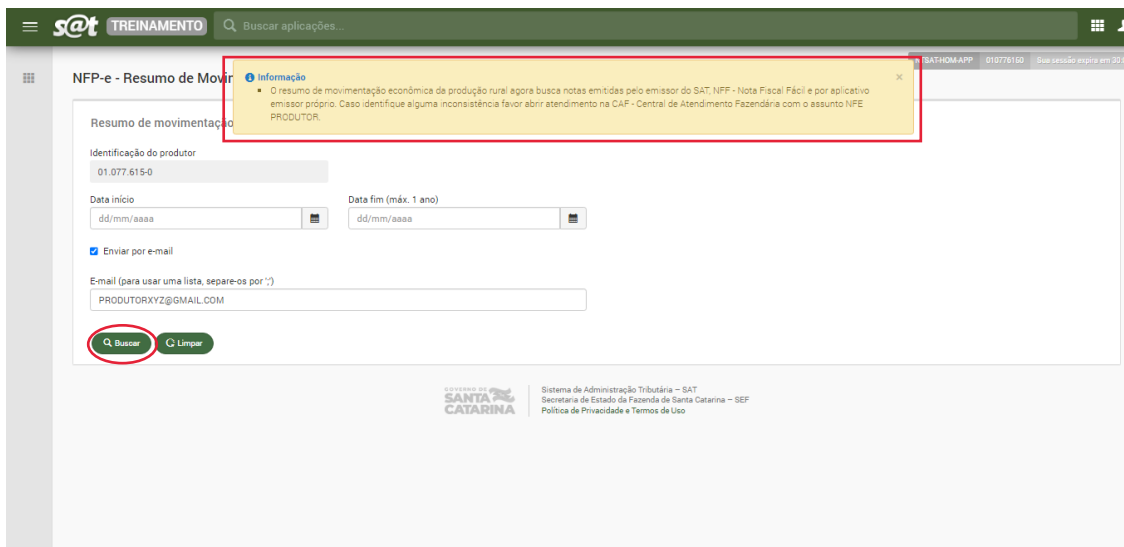 s@t TREINAMENTO Buscar aplicações...
TSAT-HOM-APP 010776150 Sua sessão expira em 30
NFP-e - Resumo de Movir
Informação
O resumo de movimentação econômica da produção rural agora busca notas emitidas pelo emissor do SAT, NFF - Nota Fiscal Fácil e por aplicativo
emissor próprio. Caso identifique alguma inconsistência favor abrir atendimento na CAF - Central de Atendimento Fazendária com o assunto NFE
PRODUTOR.
Resumo de movimentação
Identificação do produtor
01.077.615-0
Data início Data fim (máx. 1 ano)
dd/mm/aaaa dd/mm/aaaa
Enviar por e-mail
E-mail (para usar uma lista, separe-os por ';')
PRODUTORXYZ@GMAIL.COM
Buscar Limpar
GOVERNO DE
SANTA
CATARINA
Sistema de Administração Tributária – SAT
Secretaria de Estado da Fazenda de Santa Catarina – SEF
Política de Privacidade e Termos de Uso